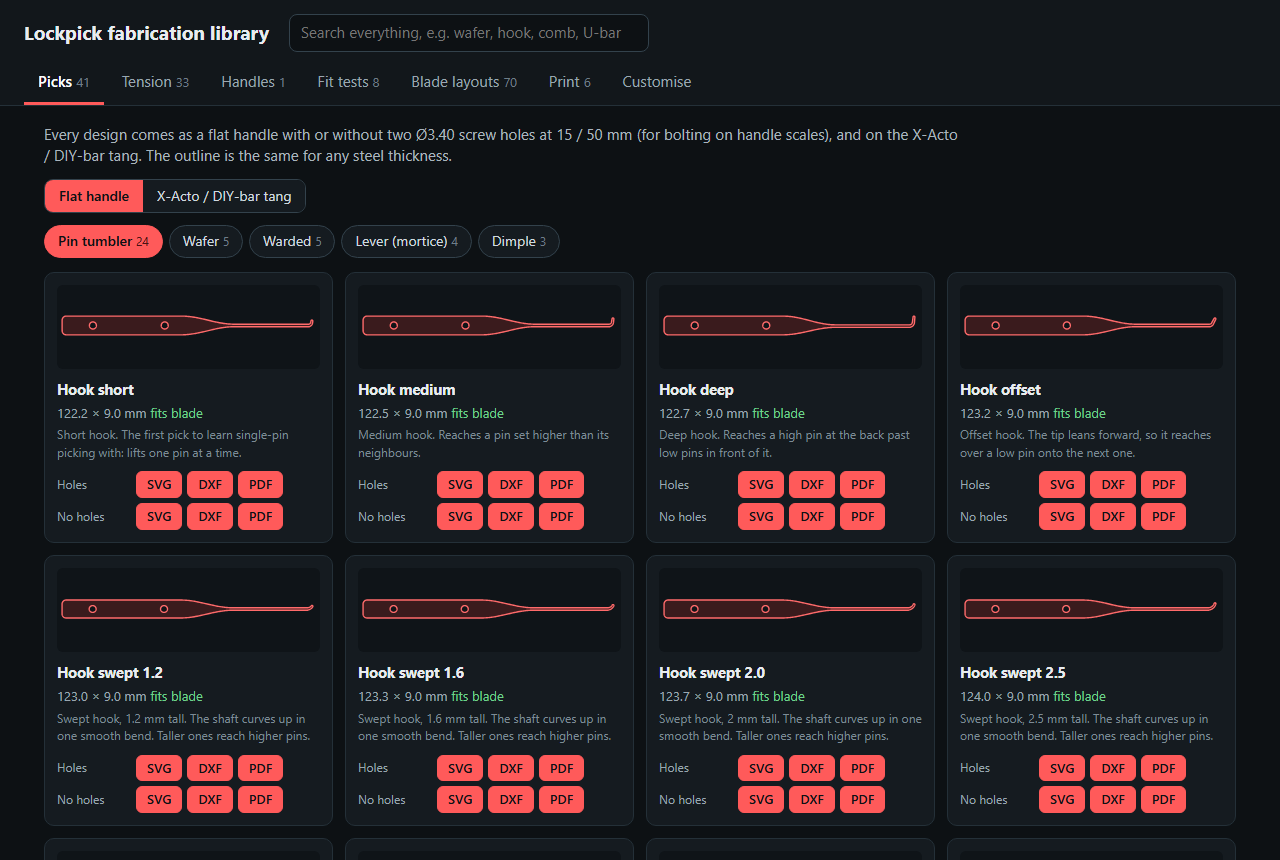 Lockpick fabrication library
Search everything, e.g. wafer, hook, comb, U-bar
Picks 41 Tension 33 Handles 1 Fit tests 8 Blade layouts 70 Print 6 Customise
Every design comes as a flat handle with or without two Ø3.40 screw holes at 15 / 50 mm (for bolting on handle scales), and on the X-Acto
/ DIY-bar tang. The outline is the same for any steel thickness.
Flat handle X-Acto / DIY-bar tang
Pin tumbler 24 Wafer 5 Warded 5 Lever (mortice) 4 Dimple 3
Hook short
122.2 × 9.0 mm fits blade
Short hook. The first pick to learn single-pin
picking with: lifts one pin at a time.
Holes SVG DXF PDF
No holes SVG DXF PDF
Hook medium
122.5 × 9.0 mm fits blade
Medium hook. Reaches a pin set higher than its
neighbours.
Holes SVG DXF PDF
No holes SVG DXF PDF
Hook deep
122.7 × 9.0 mm fits blade
Deep hook. Reaches a high pin at the back past
low pins in front of it.
Holes SVG DXF PDF
No holes SVG DXF PDF
Hook offset
123.2 × 9.0 mm fits blade
Offset hook. The tip leans forward, so it reaches
over a low pin onto the next one.
Holes SVG DXF PDF
No holes SVG DXF PDF
Hook swept 1.2
123.0 × 9.0 mm fits blade
Swept hook, 1.2 mm tall. The shaft curves up in
one smooth bend. Taller ones reach higher pins.
Holes SVG DXF PDF
No holes SVG DXF PDF
Hook swept 1.6
123.3 × 9.0 mm fits blade
Swept hook, 1.6 mm tall. The shaft curves up in
one smooth bend. Taller ones reach higher pins.
Holes SVG DXF PDF
No holes SVG DXF PDF
Hook swept 2.0
123.7 × 9.0 mm fits blade
Swept hook, 2 mm tall. The shaft curves up in one
smooth bend. Taller ones reach higher pins.
Holes SVG DXF PDF
No holes SVG DXF PDF
Hook swept 2.5
124.0 × 9.0 mm fits blade
Swept hook, 2.5 mm tall. The shaft curves up in
one smooth bend. Taller ones reach higher pins.
Holes SVG DXF PDF
No holes SVG DXF PDF